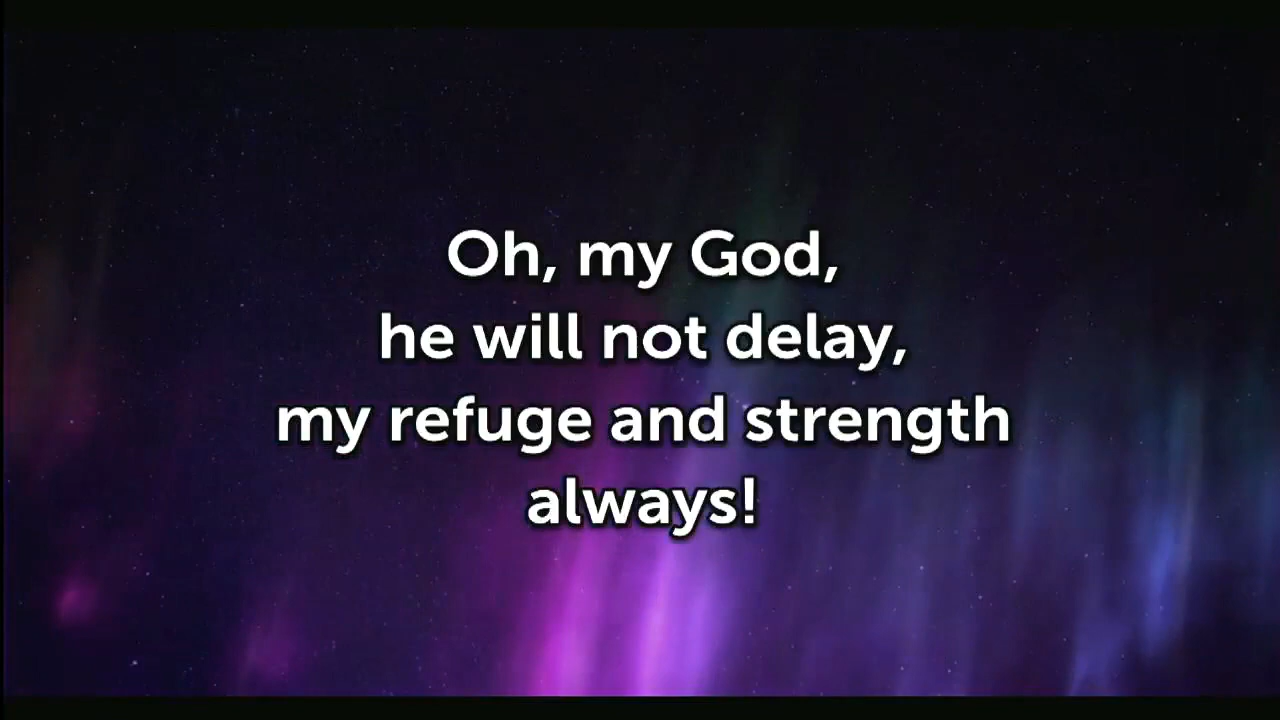 Oh, my God,
he will not delay,
my refuge and strength
always!